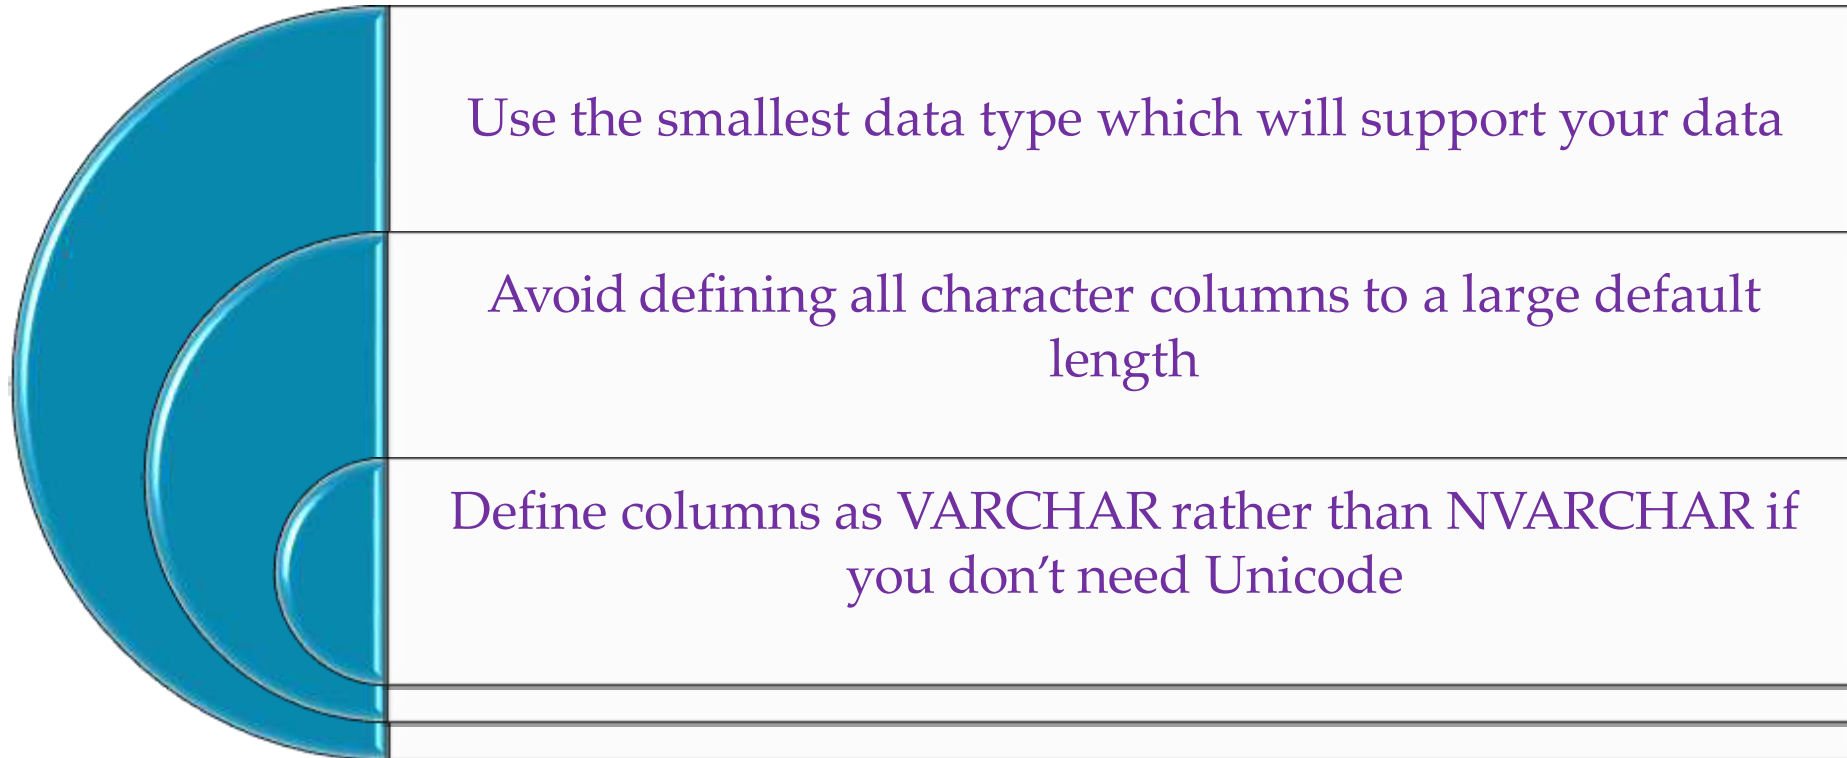 Use the smallest data type which will support your data
Avoid defining all character columns to a large default
length
Define columns as VARCHAR rather than NVARCHAR if
you don’t need Unicode